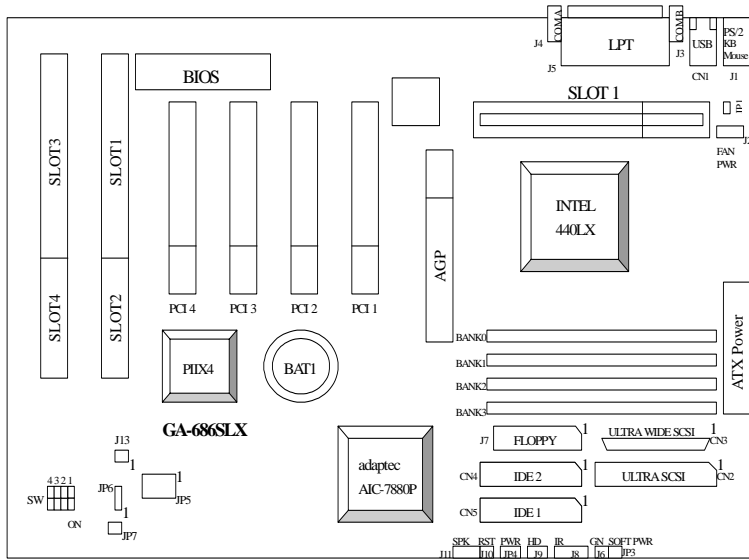 COMA
COMB
J4
J3
J5
LPT
USB
CN1
PS/2
KB
Mouse
J1
BIOS
SLOT 1
JP1
J2
FAN
PWR
SLOT3
SLOT1
SLOT4
SLOT2
INTEL
440LX
AGP
PCI 4
PCI 3
PCI 2
PCI 1
ATX Power
BANK0
BANK1
BANK2
BANK3
PIIX4
BAT1
GA-686SLX
J7
FLOPPY
1
ULTRA WIDE SCSI
1
CN3
J13
1
adaptec
AIC-7880P
CN4
IDE 2
1
ULTRA SCSI
1
CN2
4 3 2 1
SW
ON
JP6
1
1
JP5
JP7
CN5
IDE 1
1
SPK
RST
PWR
HD
IR
GN
SOFT PWR
J11
J10
JP4
J9
J8
J6
JP3